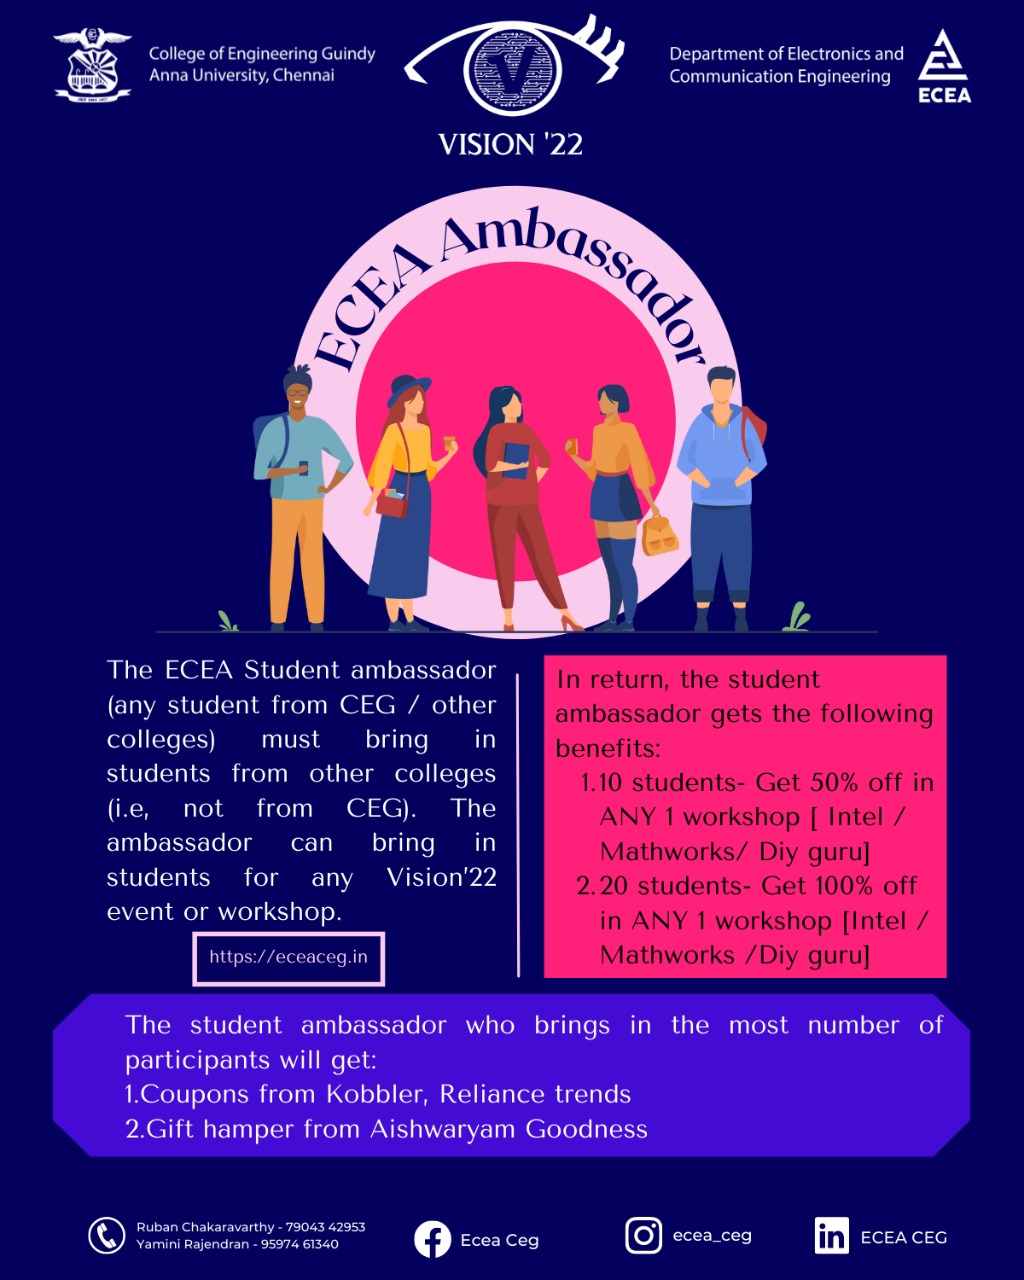 College of Engineering Guindy
Anna University, Chennai
V
VISION '22
Department of Electronics and
Communication Engineering
ECEA
ECEA Ambassador
The ECEA Student ambassador
(any student from CEG / other
colleges) must bring in
students from other colleges
(i.e, not from CEG). The
ambassador can bring in
students for any Vision'22
event or workshop.
https://eceaceg.in
In return, the student
ambassador gets the following
benefits:
1.10 students- Get 50% off in
ANY 1 workshop [ Intel /
Mathworks/ Diy guru]
2.20 students- Get 100% off
in ANY 1 workshop [Intel /
Mathworks /Diy guru]
The student ambassador who brings in the most number of
participants will get:
1.Coupons from Kobbler, Reliance trends
2.Gift hamper from Aishwaryam Goodness
Ruban Chakaravarthy - 79043 42953
Yamini Rajendran - 95974 61340
Ecea Ceg
ecea_ceg
ECEA CEG